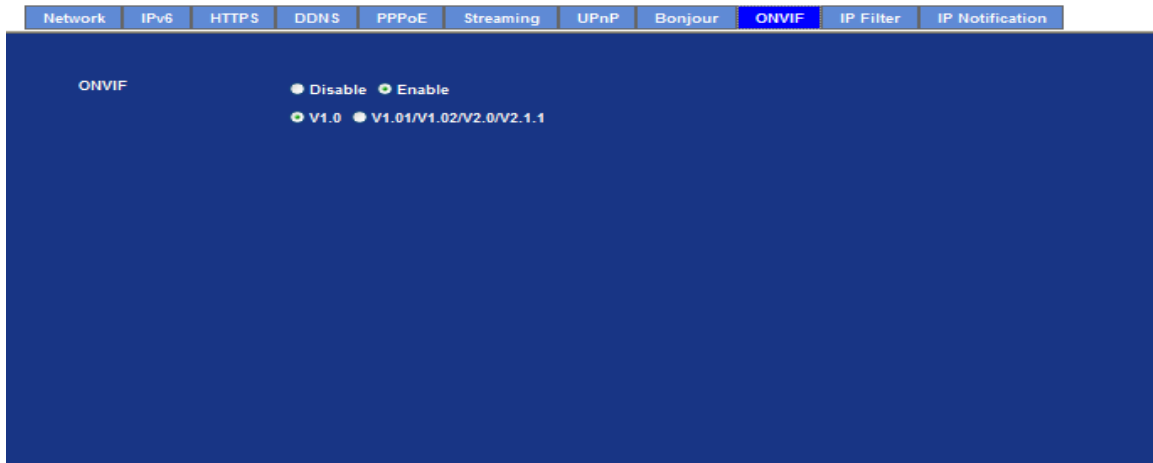 Network IPv6 HTTPS DDNS PPPoE Streaming UPnP Bonjour ONVIF IP Filter IP Notification
ONVIF Disable Enable
V1.0 V1.01/V1.02/V2.0/V2.1.1